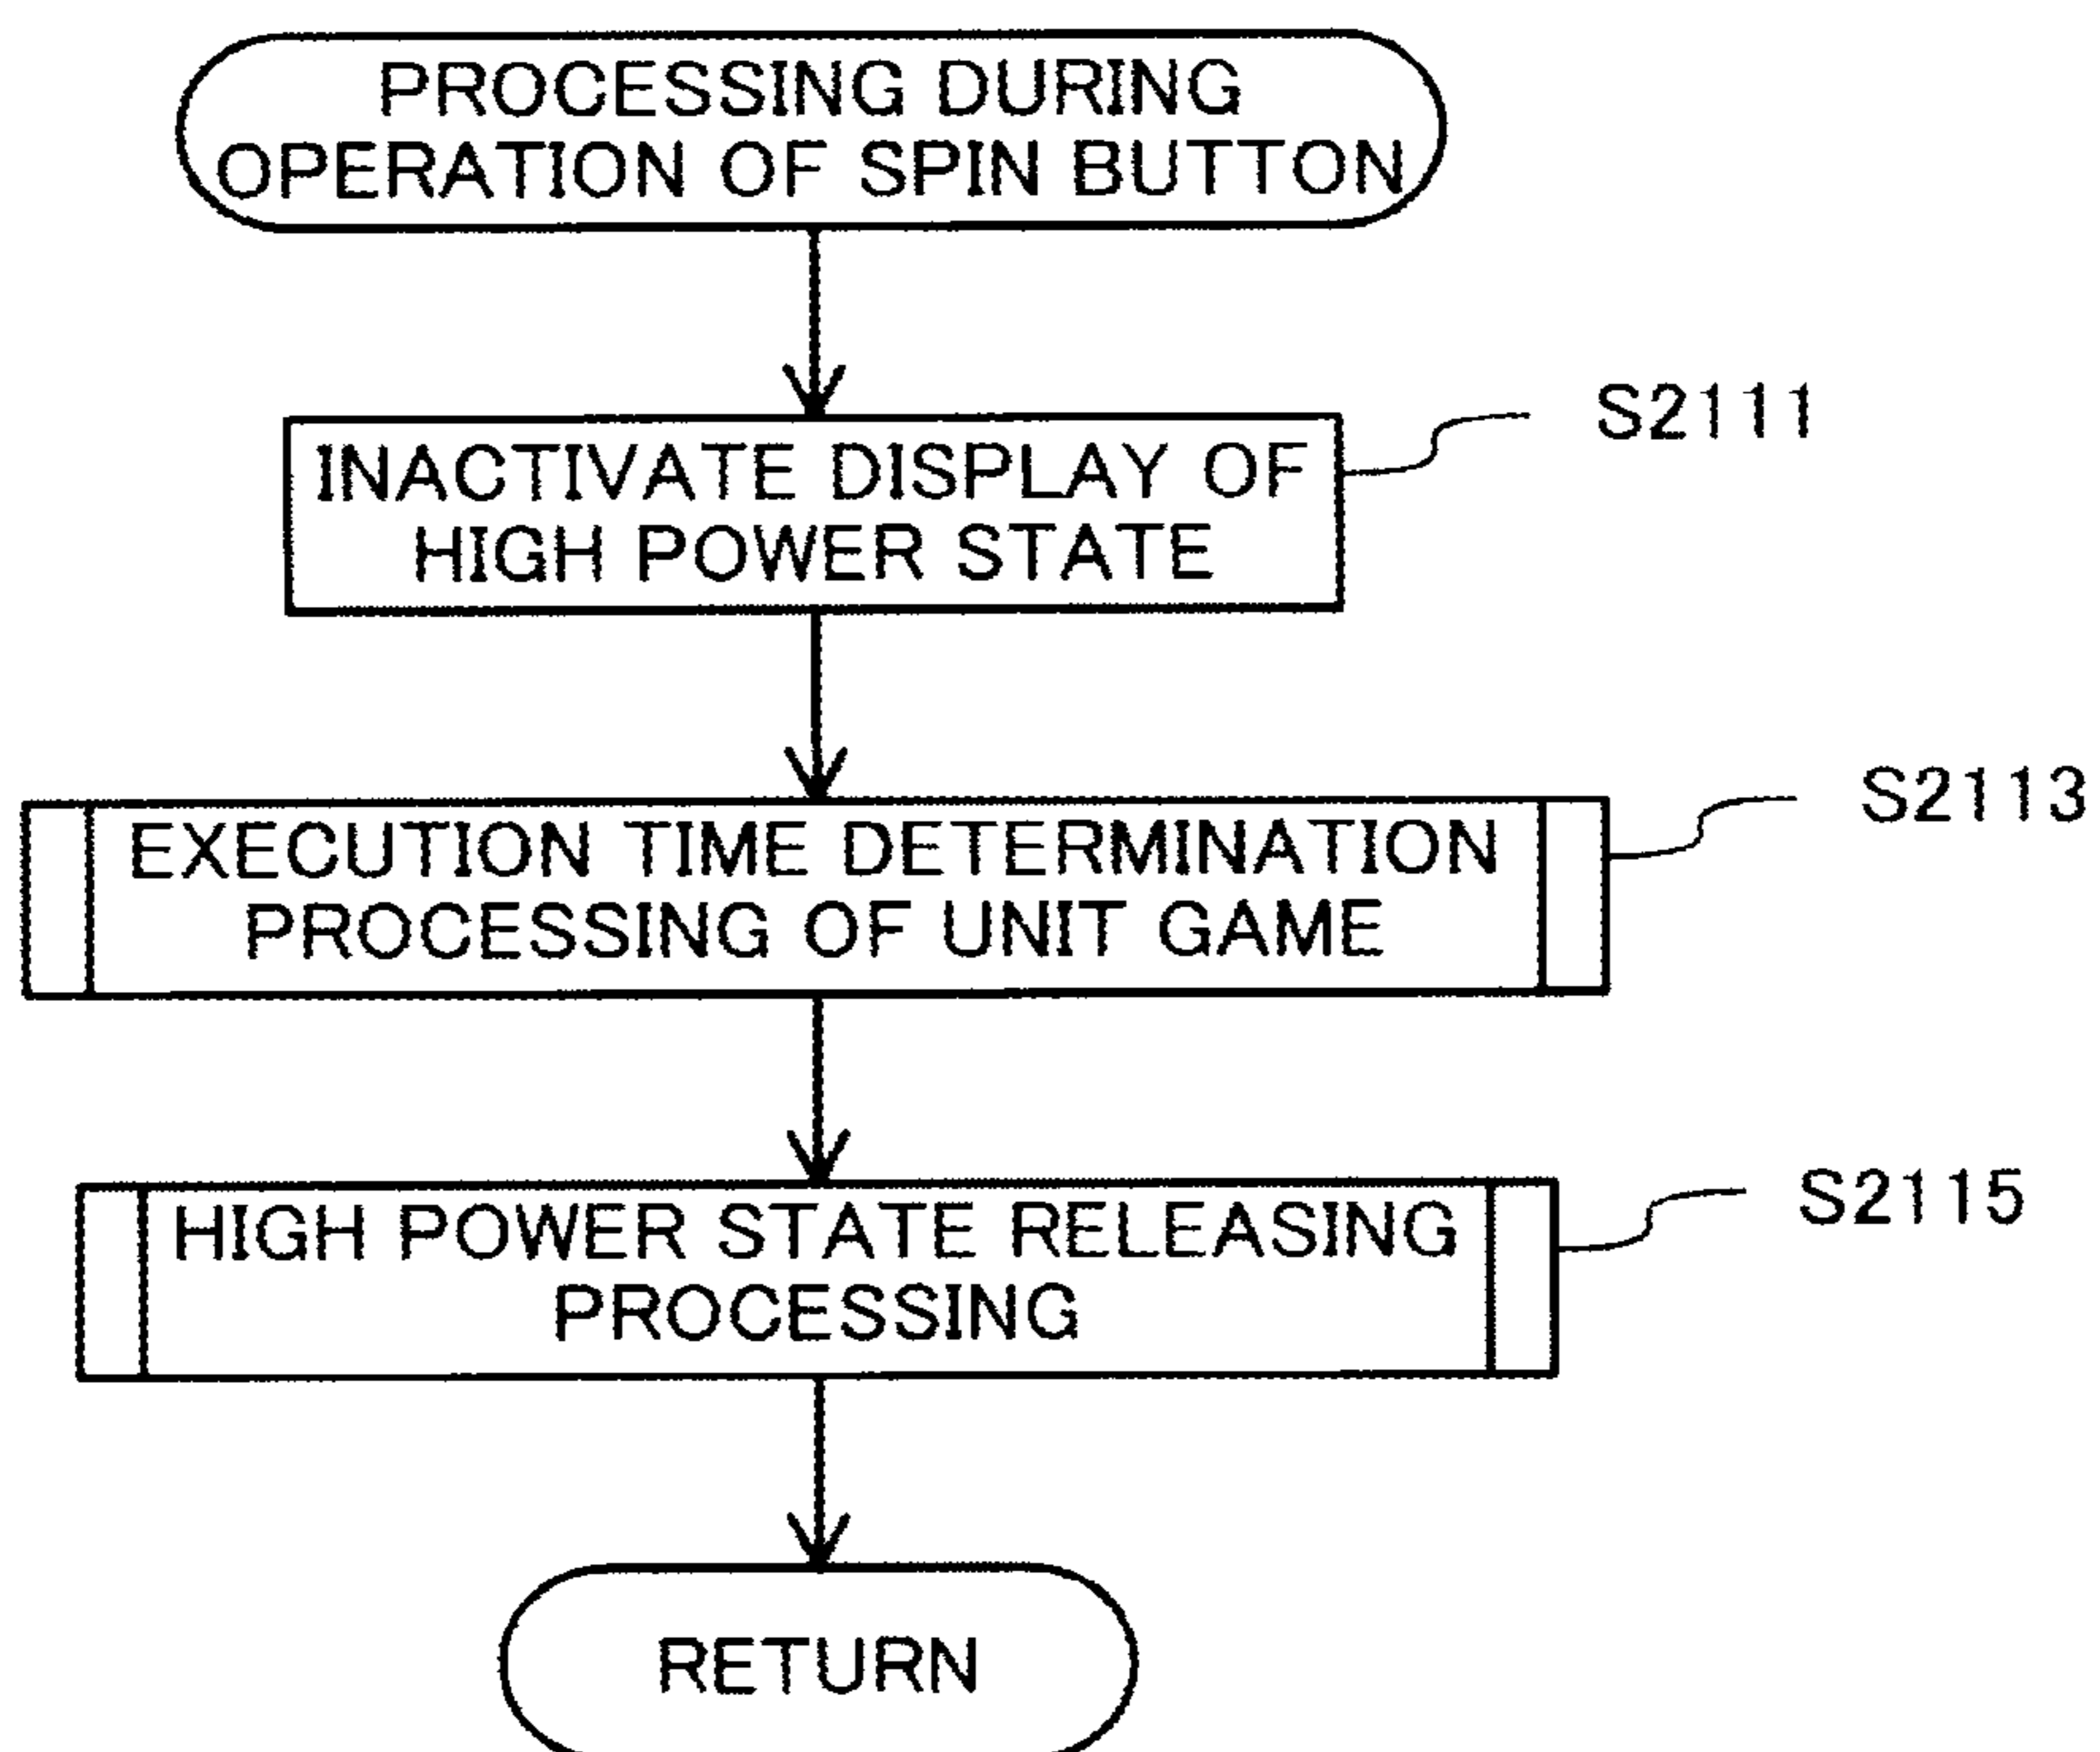 PROCESSING DURING
OPERATION OF SPIN BUTTON
INACTIVATE DISPLAY OF
HIGH POWER STATE
S2111
EXECUTION TIME DETERMINATION
PROCESSING OF UNIT GAME
S2113
HIGH POWER STATE RELEASING
PROCESSING
S2115
RETURN